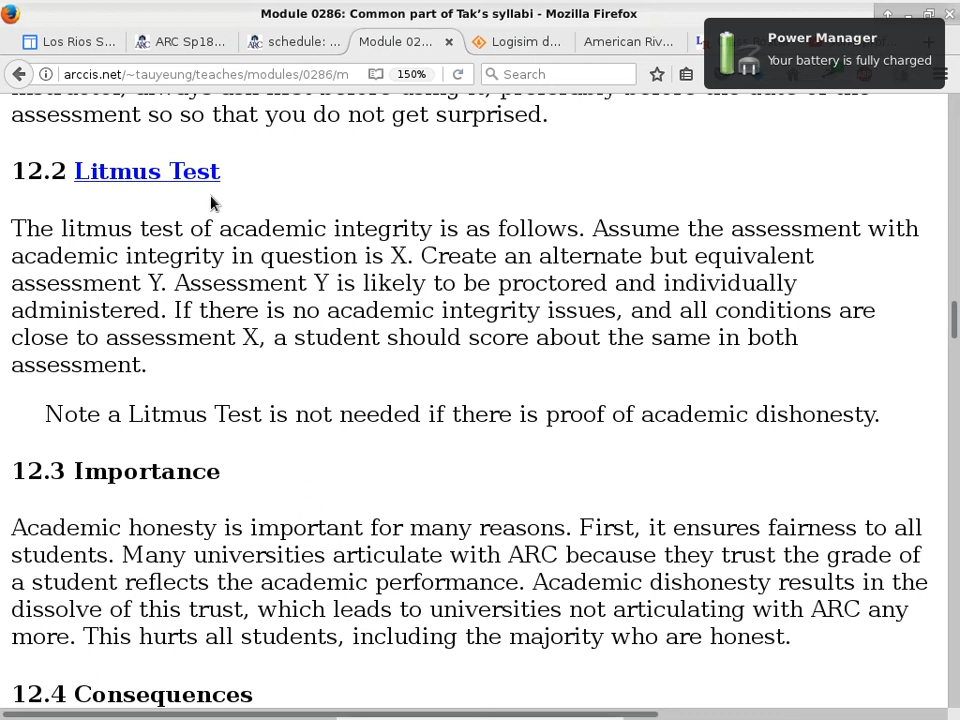 Module 0286: Common part of Tak's syllabi - Mozilla Firefox
Los Rios S... ARC Sp18... schedule: ... Module 02... Logisim d... American Riv...
Power Manager
Your battery is fully charged
arccis.net/~tauyeung/teaches/modules/0286/m 150% Search
assessment so so that you do not get surprised.
12.2 Litmus Test
The litmus test of academic integrity is as follows. Assume the assessment with
academic integrity in question is X. Create an alternate but equivalent
assessment Y. Assessment Y is likely to be proctored and individually
administered. If there is no academic integrity issues, and all conditions are
close to assessment X, a student should score about the same in both
assessment.
Note a Litmus Test is not needed if there is proof of academic dishonesty.
12.3 Importance
Academic honesty is important for many reasons. First, it ensures fairness to all
students. Many universities articulate with ARC because they trust the grade of
a student reflects the academic performance. Academic dishonesty results in the
dissolve of this trust, which leads to universities not articulating with ARC any
more. This hurts all students, including the majority who are honest.
12.4 Consequences